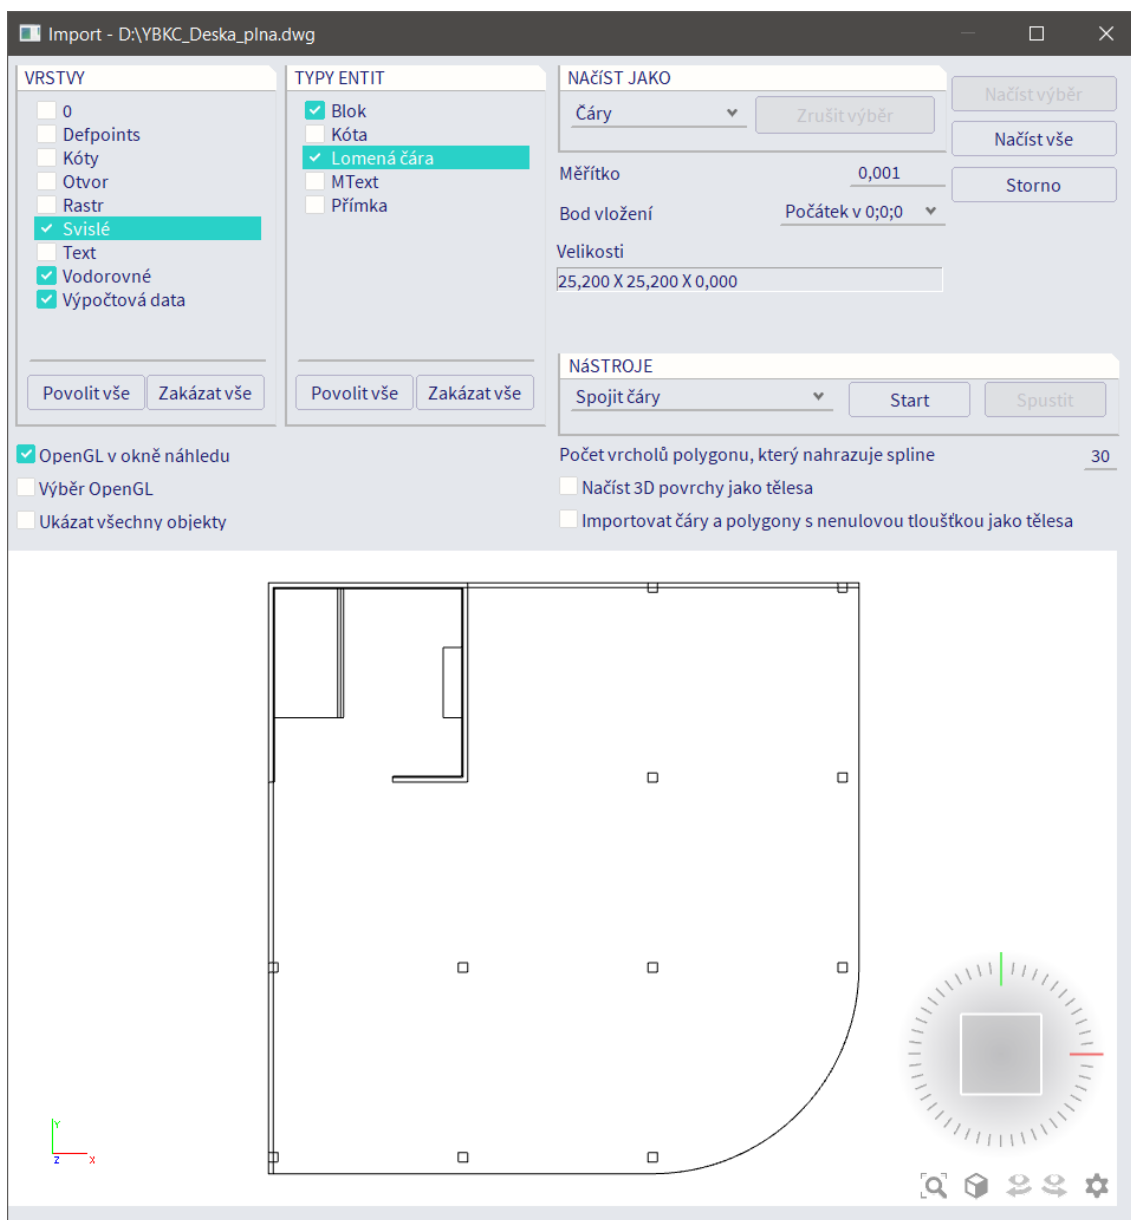 Import - D:\YBKC_Deska_plna.dwg
VRSTVY
0
Defpoints
Kóty
Otvor
Rastr
Svislé
Text
Vodorovné
Výpočtová data
Povolit vše
Zakázat vše
TYPY ENTIT
Blok
Kóta
Lomená čára
MText
Přímka
Povolit vše
Zakázat vše
NAčíST JAKO
Čáry
Zrušit výběr
Načíst výběr
Načíst vše
Storno
Měřítko
0,001
Bod vložení
Počátek v 0;0;0
Velikosti
25,200 X 25,200 X 0,000
NáSTROJE
Spojit čáry
Start
Spustit
OpenGL v okně náhledu
Výběr OpenGL
Ukázat všechny objekty
Počet vrcholů polygonu, který nahrazuje spline
30
Načíst 3D povrchy jako tělesa
Importovat čáry a polygony s nenulovou tloušťkou jako tělesa
Y
Z
X